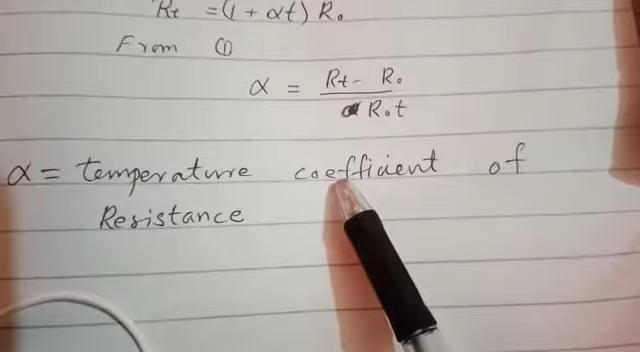 Rt = (1 + αt) R₀
From ①
α = Rt - R₀ / R₀t
α = temperature coefficient of
Resistance